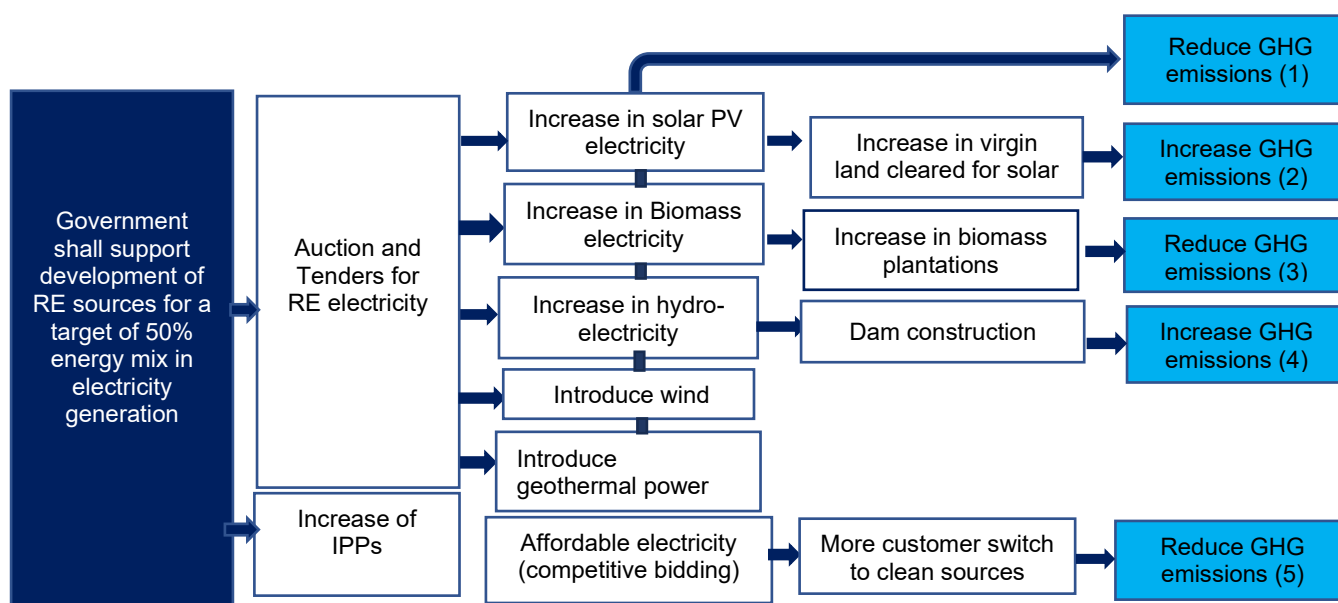 Government
shall support
development of
RE sources for a
target of 50%
energy mix in
electricity
generation
Auction and
Tenders for
RE electricity
Increase of
IPPs
Increase in solar PV
electricity
Increase in Biomass
electricity
Increase in hydro-
electricity
Introduce wind
Introduce
geothermal power
Affordable electricity
(competitive bidding)
Increase in virgin
land cleared for solar
Increase in biomass
plantations
Dam construction
More customer switch
to clean sources
Reduce GHG
emissions (1)
Increase GHG
emissions (2)
Reduce GHG
emissions (3)
Increase GHG
emissions (4)
Reduce GHG
emissions (5)